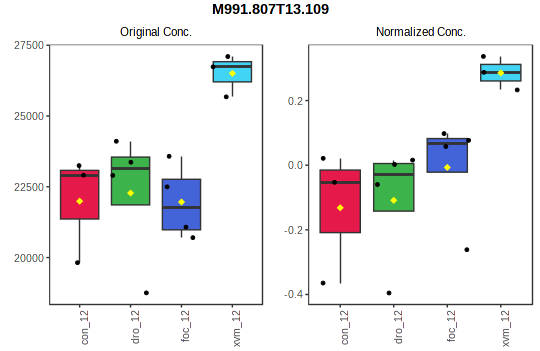 M991.807T13.109
Original Conc.
Normalized Conc.
27500
25000
22500
20000
0.2
0.0
-0.2
-0.4
con_12
dro_12
foc_12
xvm_12
con_12
dro_12
foc_12
xvm_12